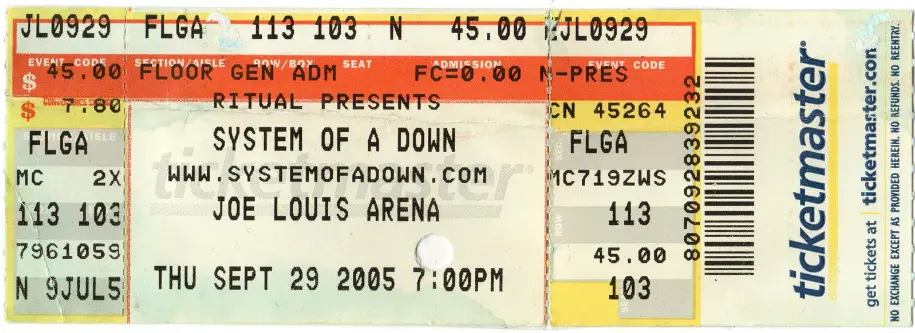 JL0929 FLGA 113 103 N 45.00 EJL0929
EVENT CODE SECTION/AISLE ROW/BOX SEAT ADMISSION EVENT CODE
$ 45.00 FLOOR GEN ADM FC=0.00 N-PRES
$ 7.80 RITUAL PRESENTS CN 45264
FLGA SYSTEM OF A DOWN FLGA
MC 2X WWW.SYSTEMOFADOWN.COM MC719ZWS
ticketmaster
113 103 JOE LOUIS ARENA 113
7961059 45.00
N 9JUL5 THU SEPT 29 2005 7:00PM 103
807092839232
ticketmaster
get tickets at ticketmaster.com
NO EXCHANGE EXCEPT AS PROVIDED HEREIN. NO REFUNDS. NO REENTRY.